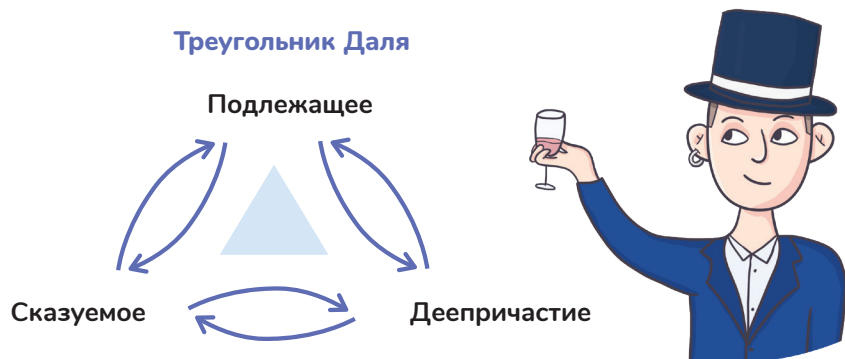 Треугольник Даля
Подлежащее
Сказуемое
Деепричастие